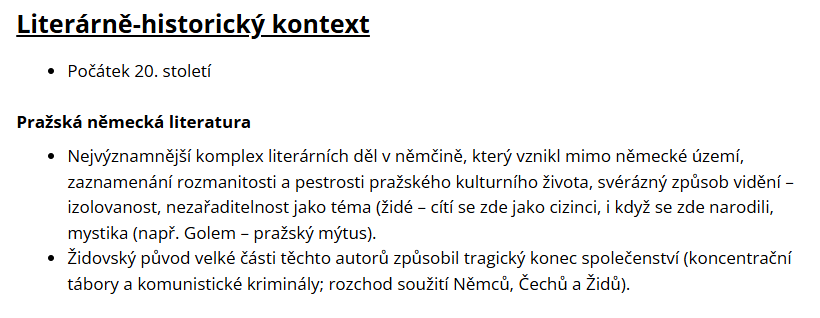 Literárně-historický kontext
• Počátek 20. století
Pražská německá literatura
• Nejvýznamnější komplex literárních děl v němčině, který vznikl mimo německé území,
zaznamenání rozmanitosti a pestrosti pražského kulturního života, svérázný způsob vidění –
izolovanost, nezařaditelnost jako téma (židé – cítí se zde jako cizinci, i když se zde narodili,
mystika (např. Golem – pražský mýtus).
• Židovský původ velké části těchto autorů způsobil tragický konec společenství (koncentrační
tábory a komunistické kriminály; rozchod soužití Němců, Čechů a Židů).